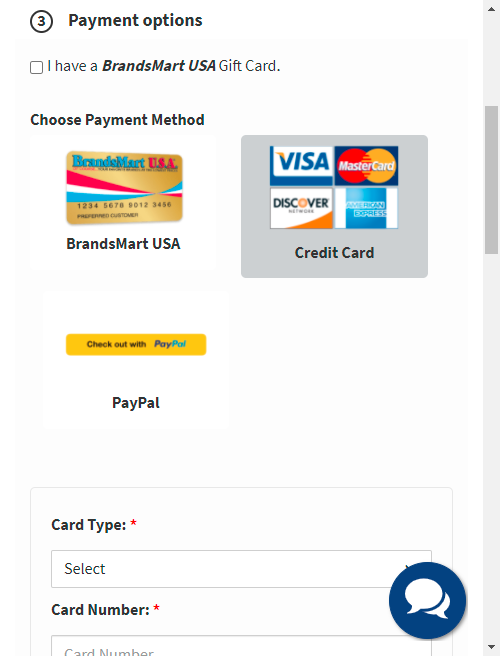 3 Payment options
I have a BrandsMart USA Gift Card.
Choose Payment Method
BrandsMart U.S.A.
1234 5678 9012 3456
PREFERRED CUSTOMER
BrandsMart USA
VISA
MasterCard
DISCOVER
NETWORK
AMERICAN
EXPRESS
Credit Card
Check out with PayPal
PayPal
Card Type: *
Select
Card Number: *
Card Number